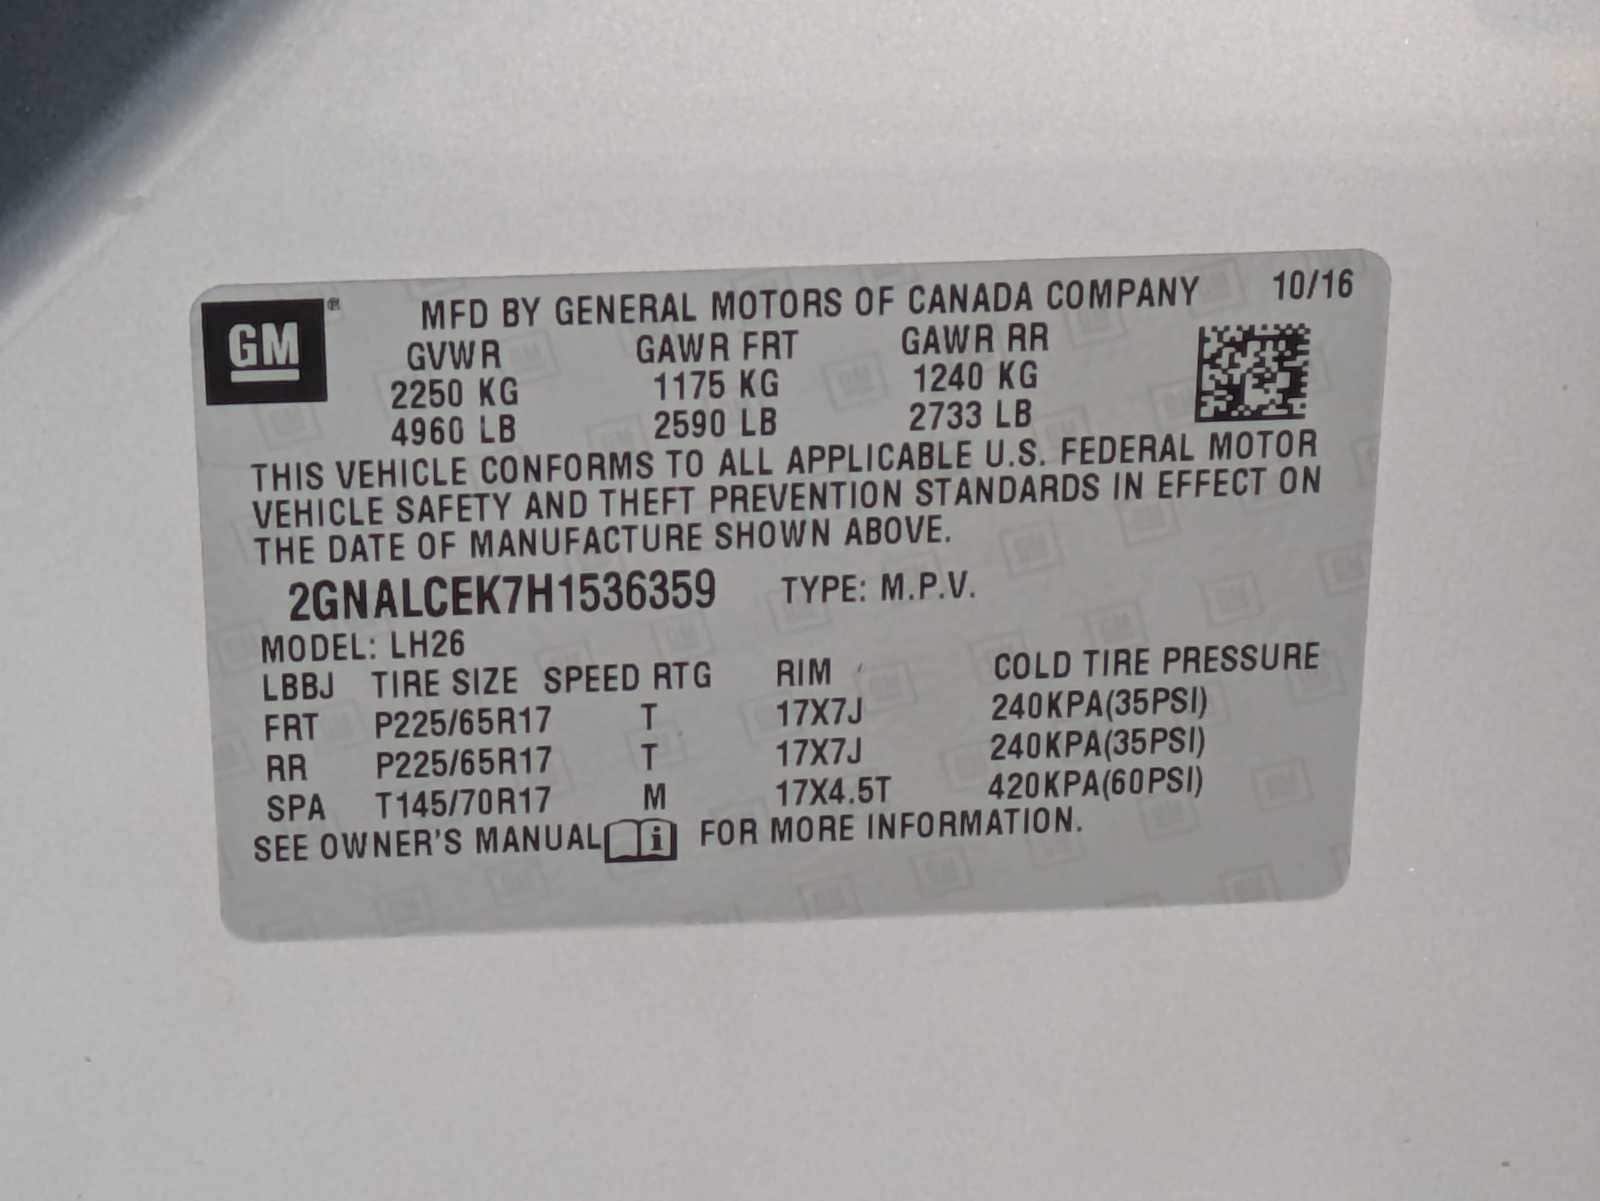 GM ® MFD BY GENERAL MOTORS OF CANADA COMPANY 10/16
GVWR GAWR FRT GAWR RR
2250 KG 1175 KG 1240 KG
4960 LB 2590 LB 2733 LB
THIS VEHICLE CONFORMS TO ALL APPLICABLE U.S. FEDERAL MOTOR
VEHICLE SAFETY AND THEFT PREVENTION STANDARDS IN EFFECT ON
THE DATE OF MANUFACTURE SHOWN ABOVE.
2GNALCEK7H1536359 TYPE: M.P.V.
MODEL: LH26
LBBJ TIRE SIZE SPEED RTG RIM COLD TIRE PRESSURE
FRT P225/65R17 T 17X7J 240KPA(35PSI)
RR P225/65R17 T 17X7J 240KPA(35PSI)
SPA T145/70R17 M 17X4.5T 420KPA(60PSI)
SEE OWNER'S MANUAL i FOR MORE INFORMATION.